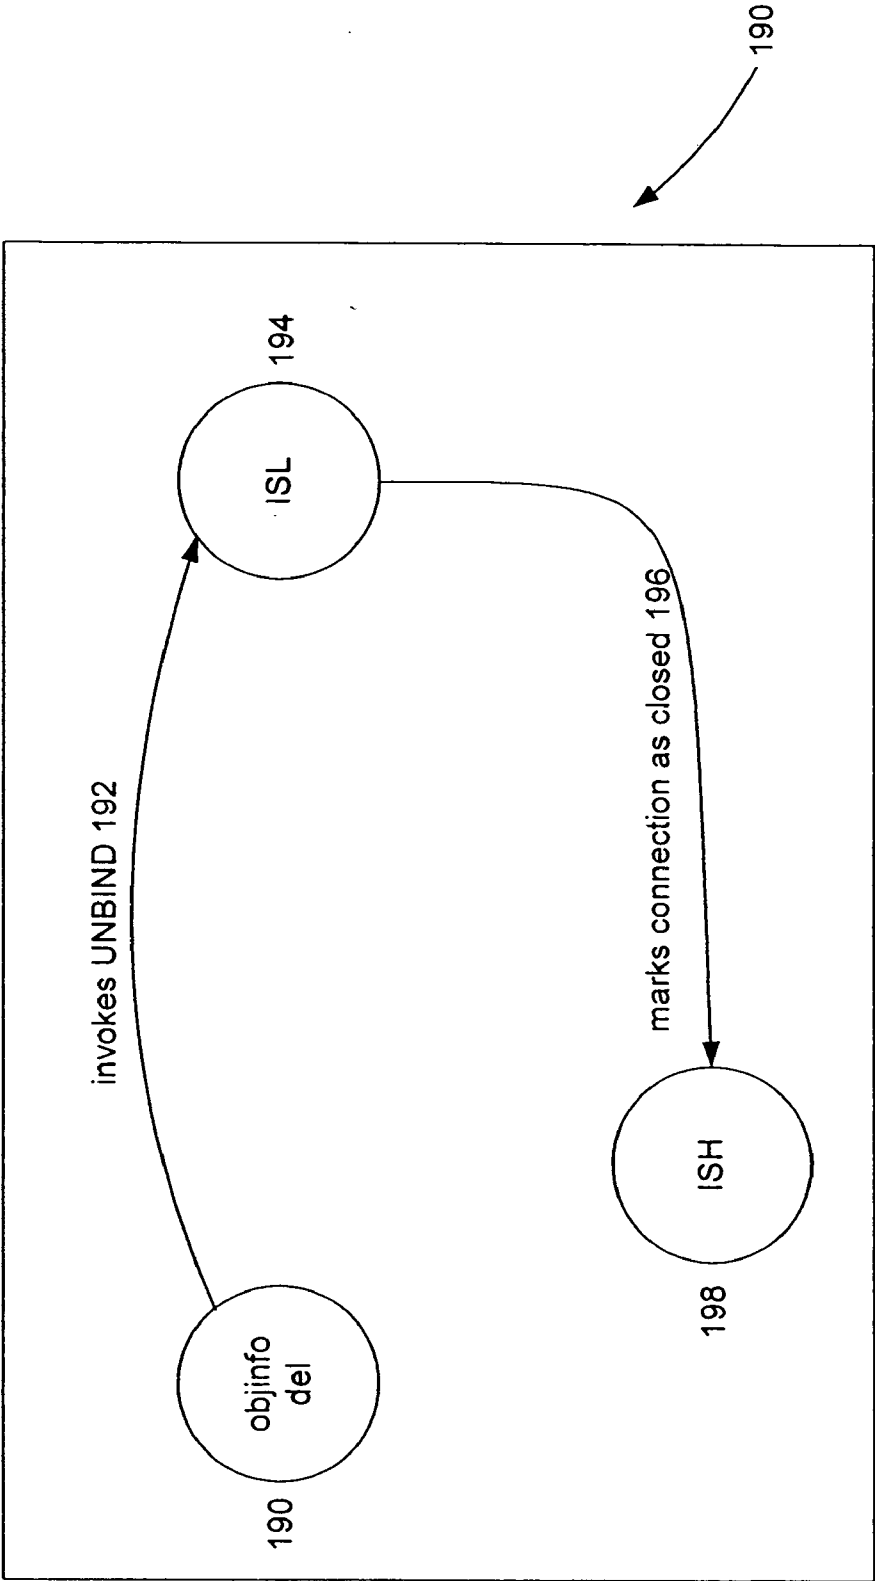 190
invokes UNBIND 192
objinfo
del
190
ISL
194
marks connection as closed 196
ISH
198